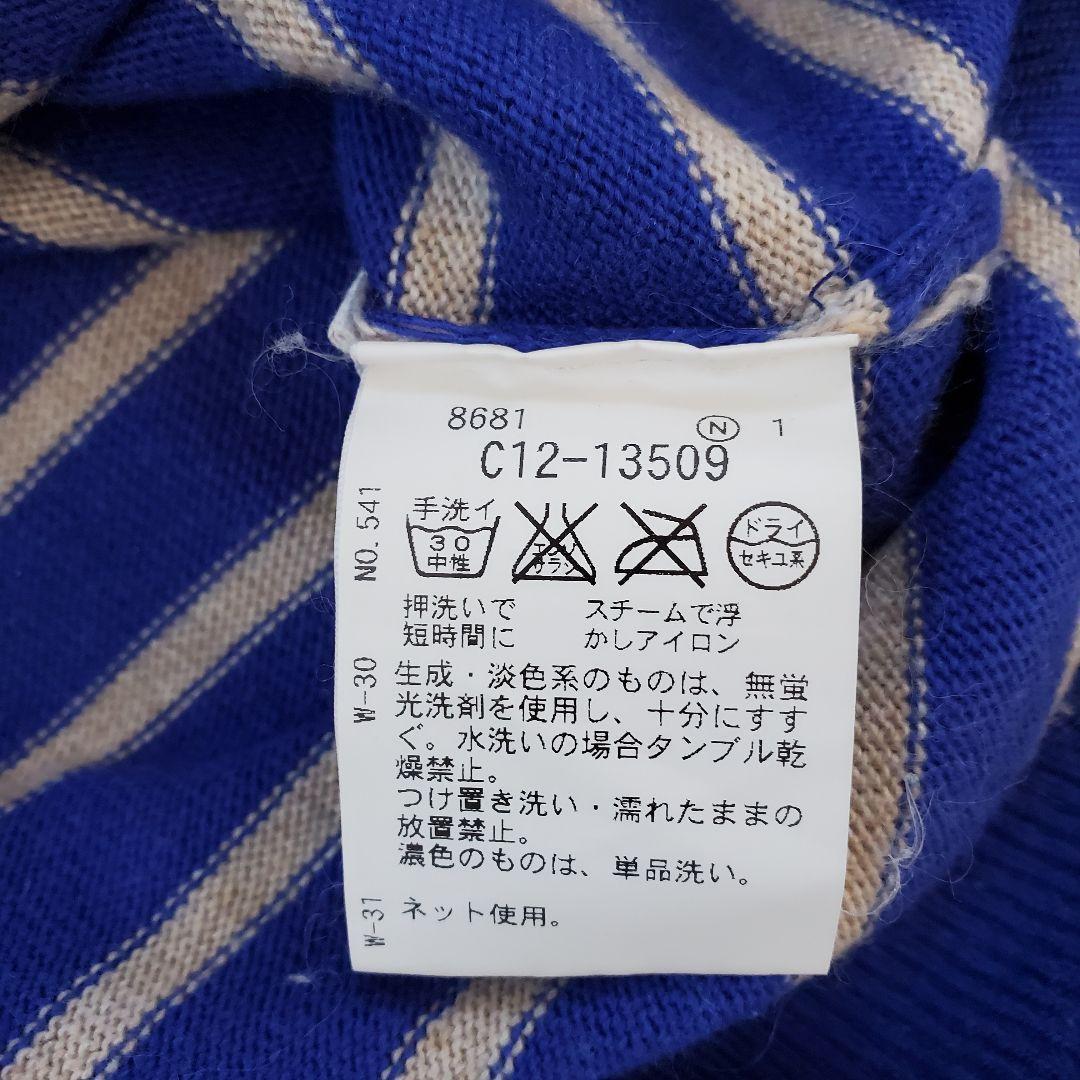 8681 Ⓝ 1
C12-13509
NO.541
手洗イ
30
中性
エンソ
サラシ
ドライ
セキユ系
押洗いで
短時間に
スチームで浮
かしアイロン
W-30
生成・淡色系のものは、無蛍
光洗剤を使用し、十分にすす
ぐ。水洗いの場合タンブル乾
燥禁止。
つけ置き洗い・濡れたままの
放置禁止。
濃色のものは、単品洗い。
W-31
ネット使用。